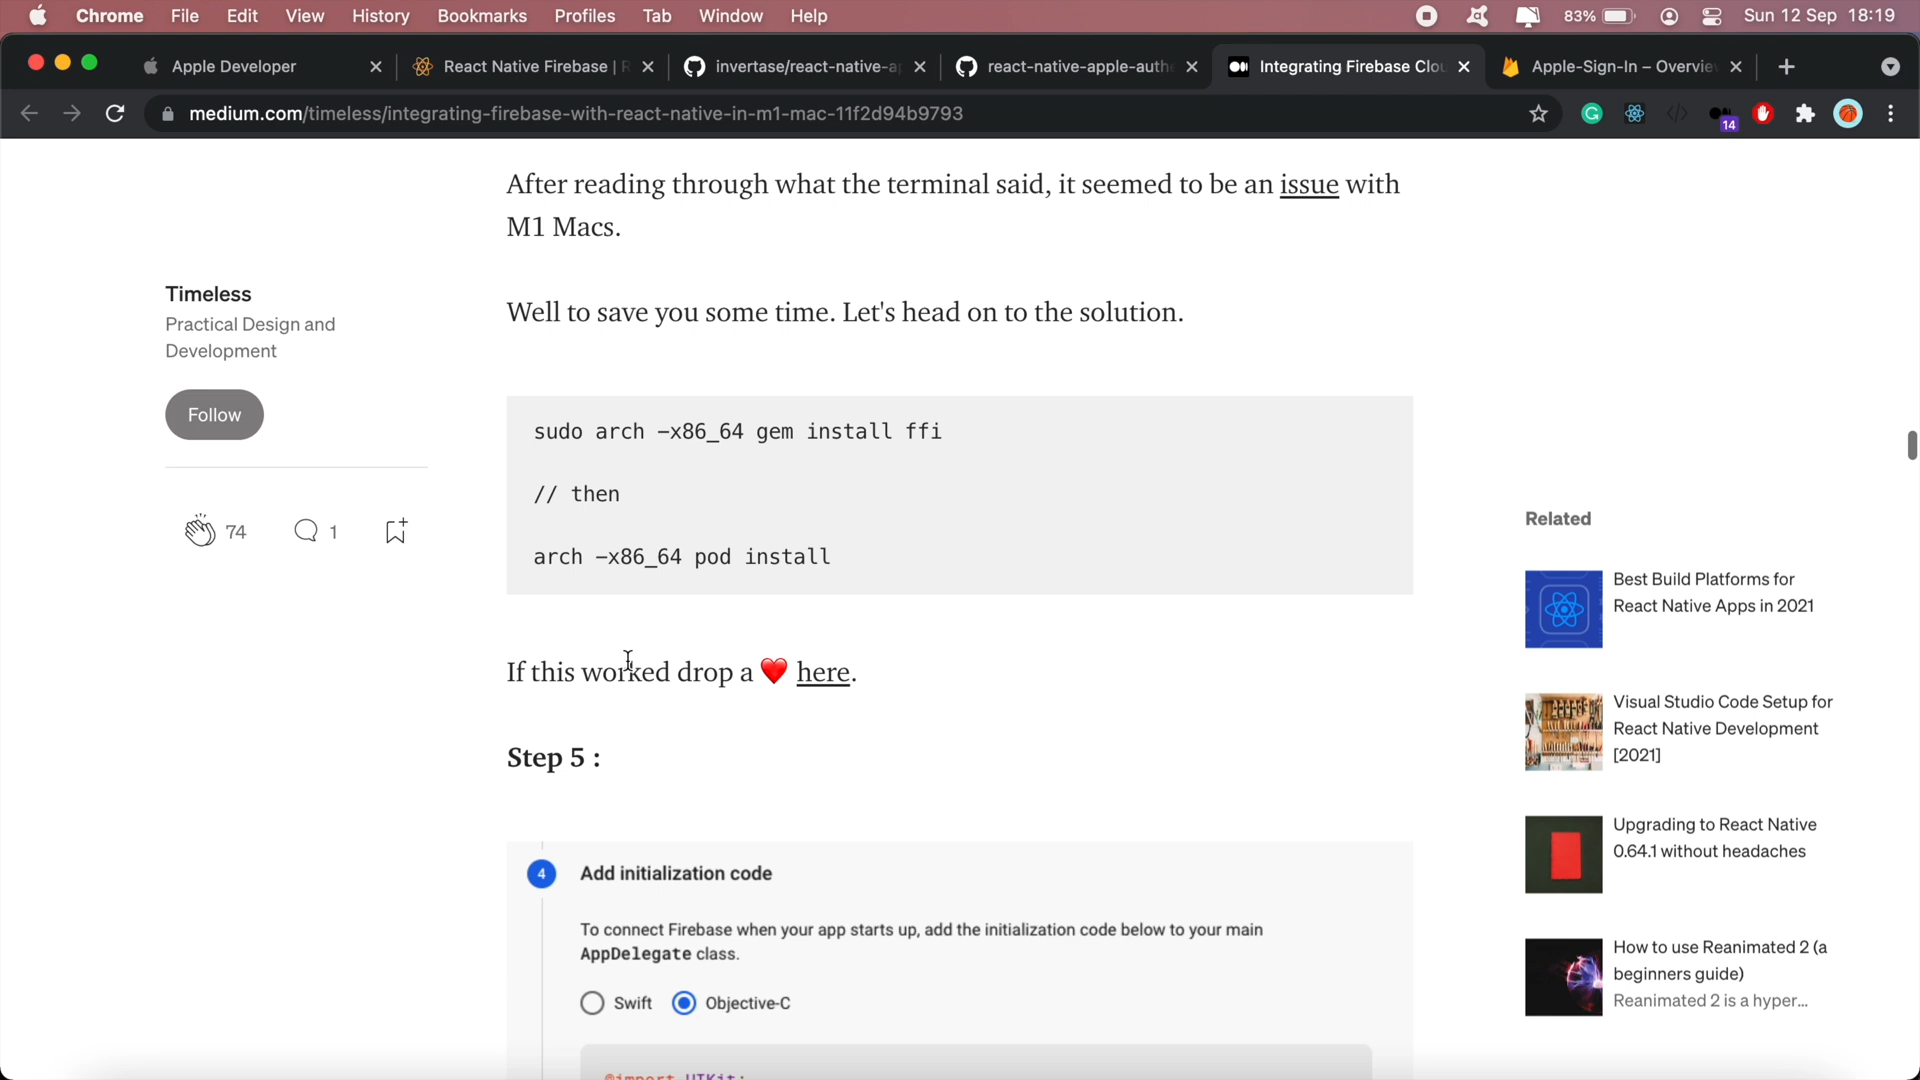 Chrome File Edit View History Bookmarks Profiles Tab Window Help 83% Sun 12 Sep 18:19
Apple Developer React Native Firebase | R invertase/react-native-ap react-native-apple-auth Integrating Firebase Clou Apple-Sign-In – Overvie
medium.com/timeless/integrating-firebase-with-react-native-in-m1-mac-11f2d94b9793
14
After reading through what the terminal said, it seemed to be an issue with
M1 Macs.
Timeless
Practical Design and
Development
Follow
74 1
Well to save you some time. Let's head on to the solution.
sudo arch -x86_64 gem install ffi
// then
arch -x86_64 pod install
If this worked drop a ❤️ here.
Step 5 :
4 Add initialization code
To connect Firebase when your app starts up, add the initialization code below to your main
AppDelegate class.
Swift Objective-C
@import UIKit;
Related
Best Build Platforms for
React Native Apps in 2021
Visual Studio Code Setup for
React Native Development
[2021]
Upgrading to React Native
0.64.1 without headaches
How to use Reanimated 2 (a
beginners guide)
Reanimated 2 is a hyper...